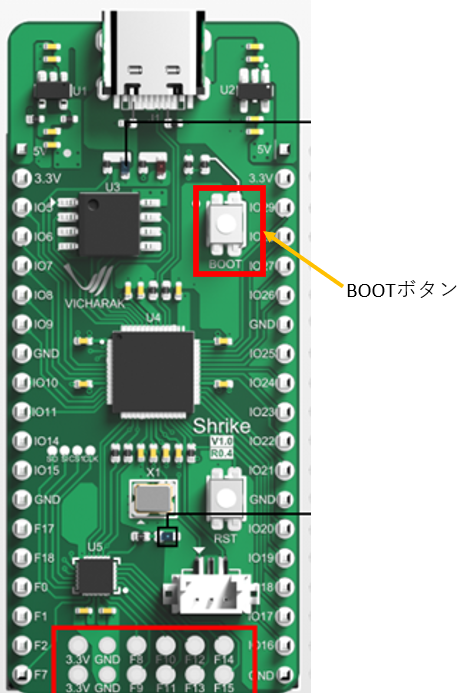 U1
U2
5V
5V
3.3V
3.3V
U3
IO5
IO29
IO6
BOOT
IO7
IO27
BOOTボタン
VICHARAK
IO8
IO26
U4
IO9
GND
GND
IO25
IO10
IO24
IO11
IO23
Shrike
V1.0
R0.4
IO14
IO22
IO15
IO21
X1
GND
GND
F17
IO20
RST
U5
F18
IO19
F0
IO18
F1
IO17
F2
IO16
3.3V GND F8 F10 F12 F14
F7
GND
3.3V GND F9 F11 F13 F15